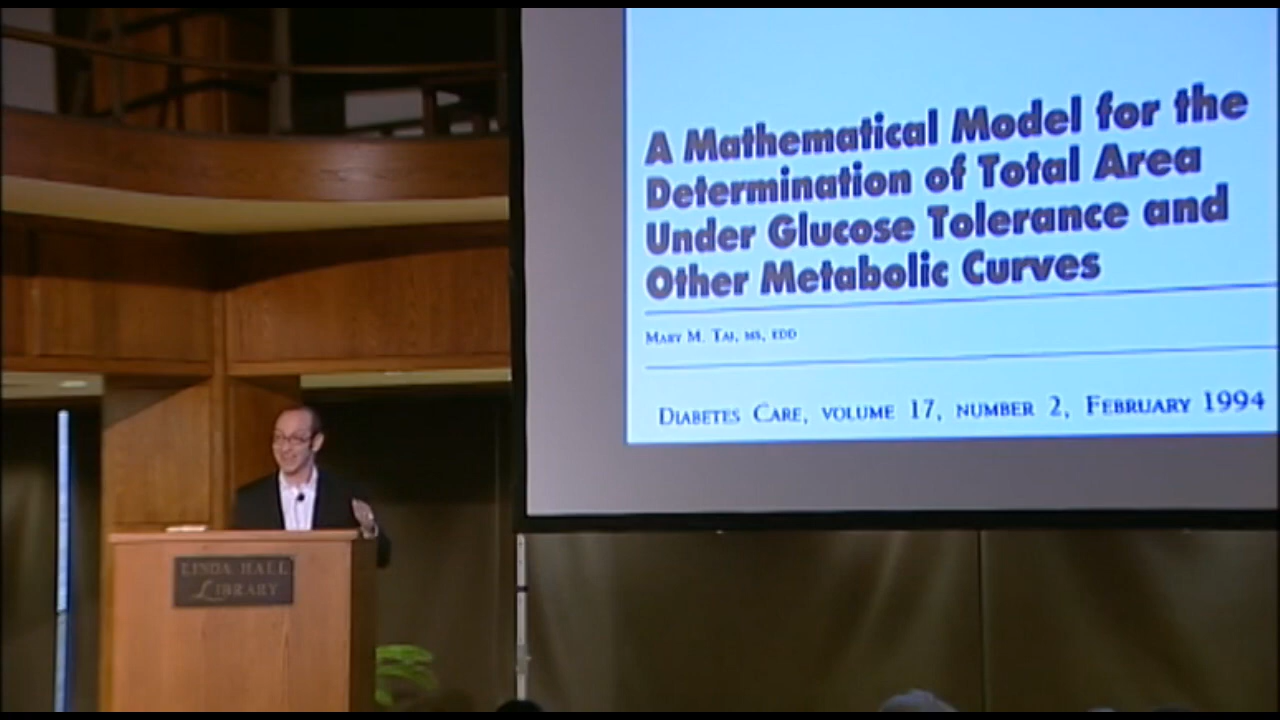 A Mathematical Model for the
Determination of Total Area
Under Glucose Tolerance and
Other Metabolic Curves
Mary M. Tai, MS, EDD
Diabetes Care, volume 17, number 2, February 1994
LINDA HALL
LIBRARY